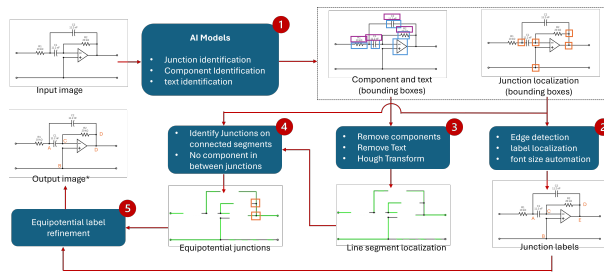 1
AI Models
• Junction identification
• Component Identification
• text identification
Input image
Component and text
(bounding boxes)
Junction localization
(bounding boxes)
4
• Identify Junctions on
connected segments
• No component in
between junctions
3
• Remove components
• Remove Text
• Hough Transform
2
• Edge detection
• label localization
• font size automation
Output image*
5
Equipotential label
refinement
Equipotential junctions
Line segment localization
Junction labels